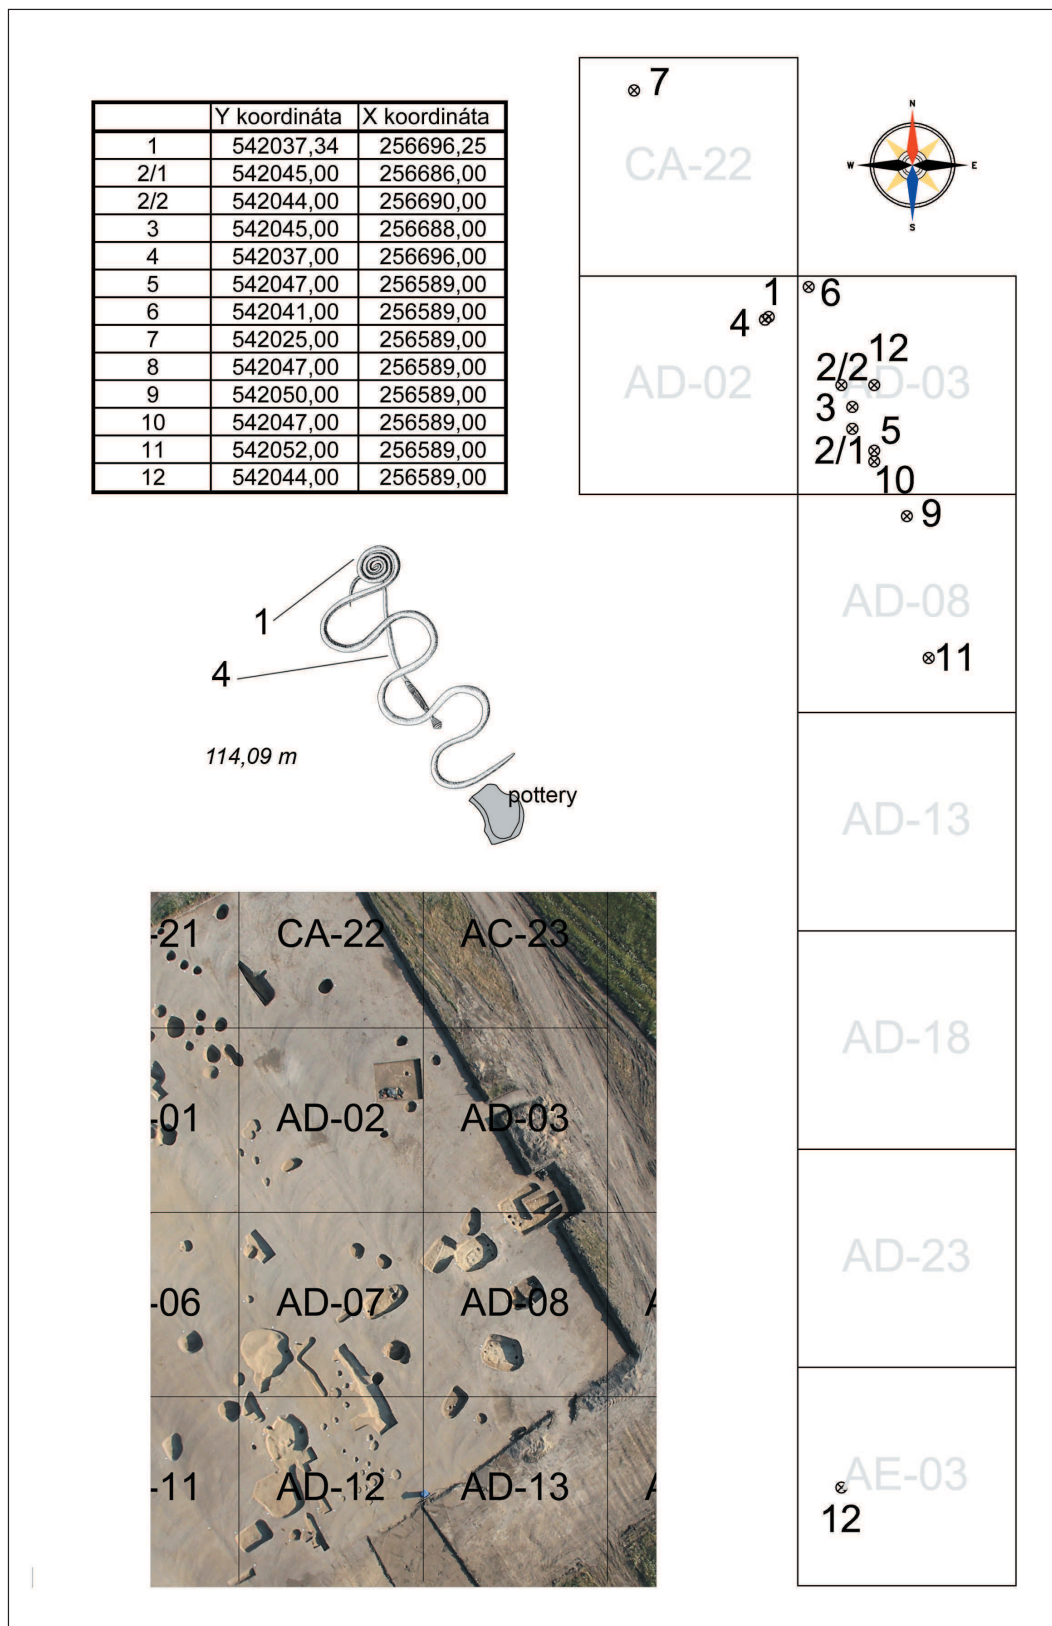 Y koordináta X koordináta
1 542037,34 256696,25
2/1 542045,00 256686,00
2/2 542044,00 256690,00
3 542045,00 256688,00
4 542037,00 256696,00
5 542047,00 256589,00
6 542041,00 256589,00
7 542025,00 256589,00
8 542047,00 256589,00
9 542050,00 256589,00
10 542047,00 256589,00
11 542052,00 256589,00
12 542044,00 256589,00
7
CA-22
N
W E
S
1
4
AD-02
6
12
2/2
AD-03
3
5
2/1
10
9
AD-08
11
AD-13
AD-18
AD-23
AE-03
12
1
4
114,09 m
pottery
-21 CA-22 AC-23
-01 AD-02 AD-03
-06 AD-07 AD-08
-11 AD-12 AD-13